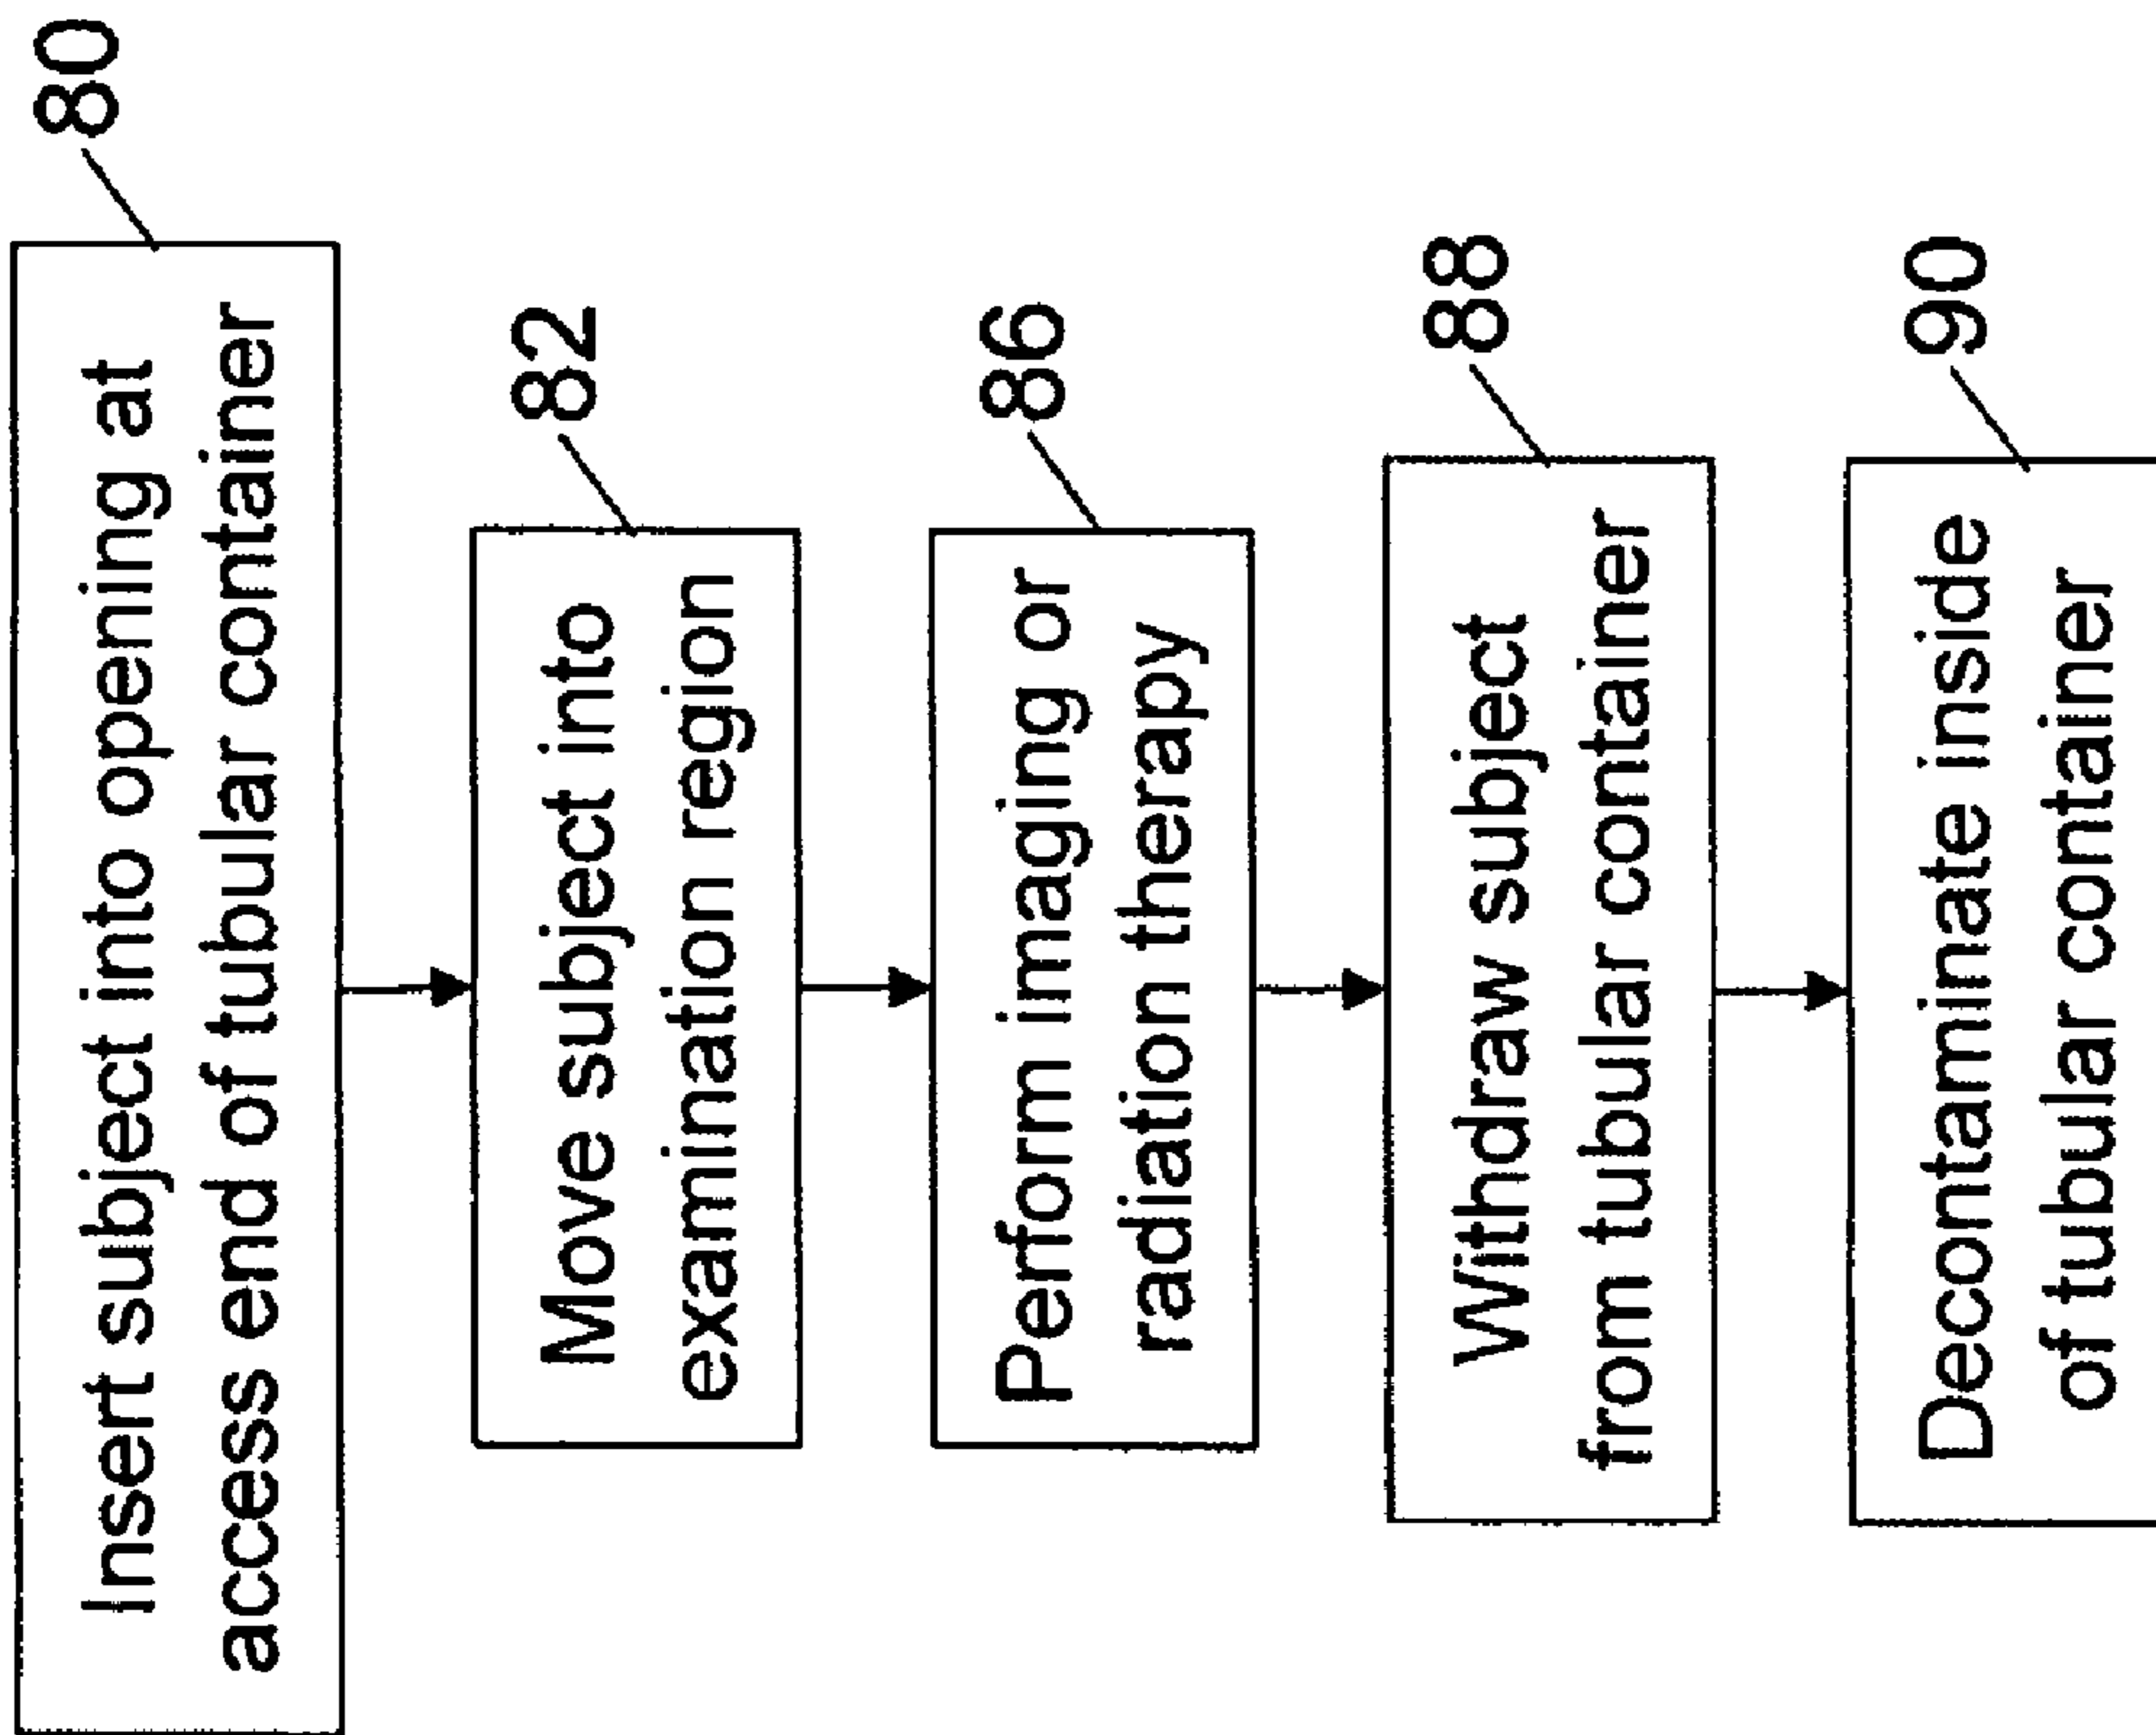 80
Insert subject into opening at
access end of tubular container
82
Move subject into
examination region
86
Perform imaging or
radiation therapy
88
Withdraw subject
from tubular container
90
Decontaminate inside
of tubular container